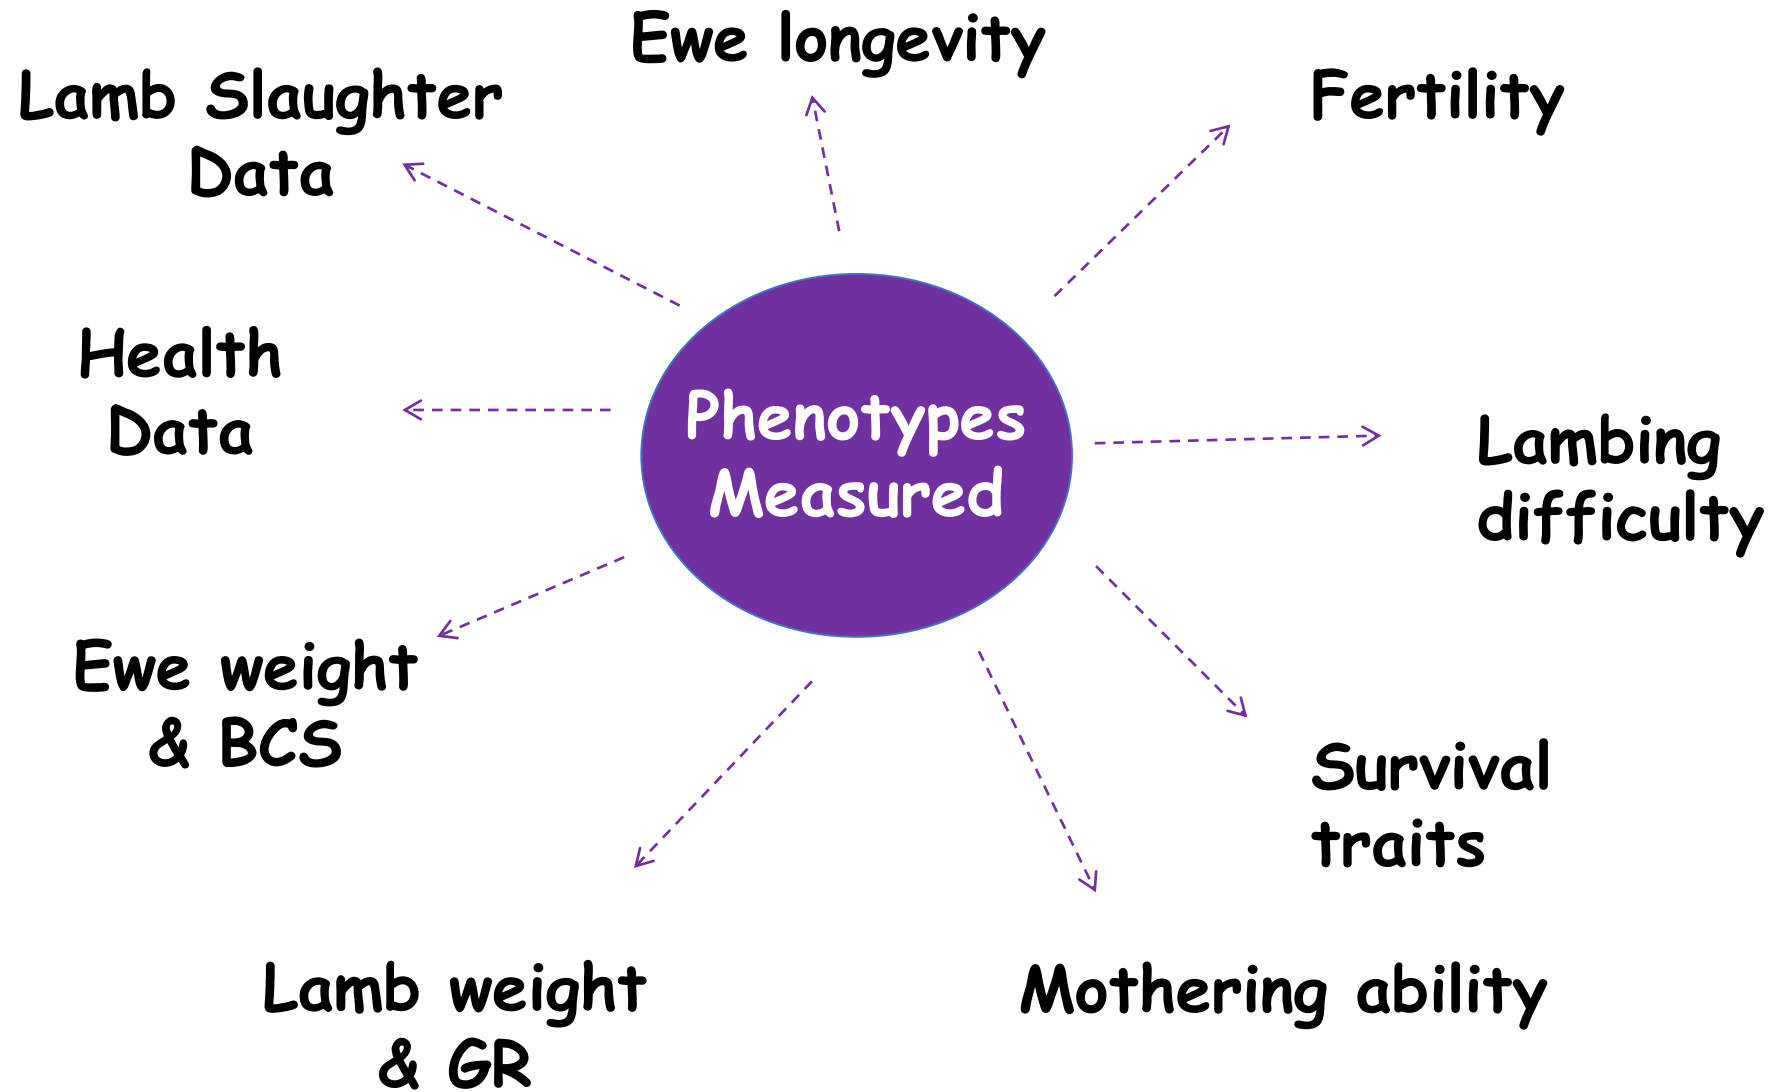 Ewe longevity
Lamb Slaughter
Data
Fertility
Health
Data
Phenotypes
Measured
Lambing
difficulty
Ewe weight
& BCS
Survival
traits
Lamb weight
& GR
Mothering ability